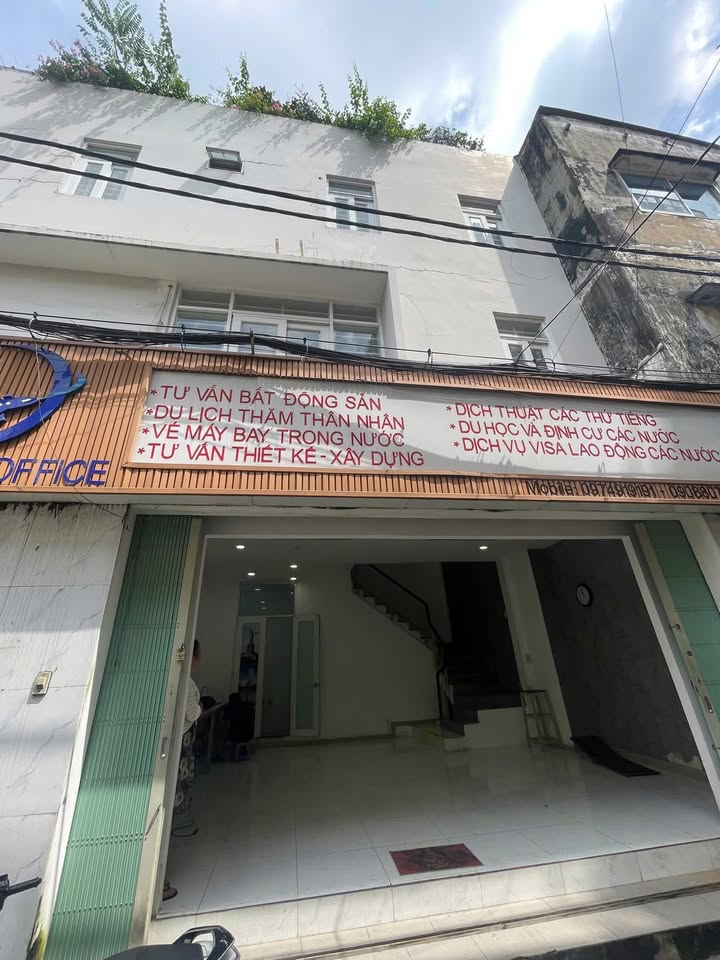 OFFICE
*TƯ VẤN BẤT ĐỘNG SẢN
*DU LỊCH THĂM THÂN NHÂN
*VÉ MÁY BAY TRONG NƯỚC
*TƯ VẤN THIẾT KẾ - XÂY DỰNG
*DỊCH THUẬT CÁC THỨ TIẾNG
*DU HỌC VÀ ĐỊNH CƯ CÁC NƯỚC
*DỊCH VỤ VISA LAO ĐỘNG CÁC NƯỚC
Mobile: